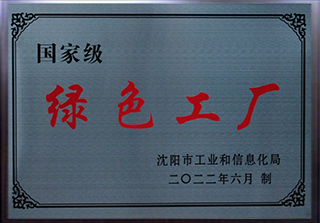 国家级
绿色工厂
沈阳市工业和信息化局
二〇二二年六月 制